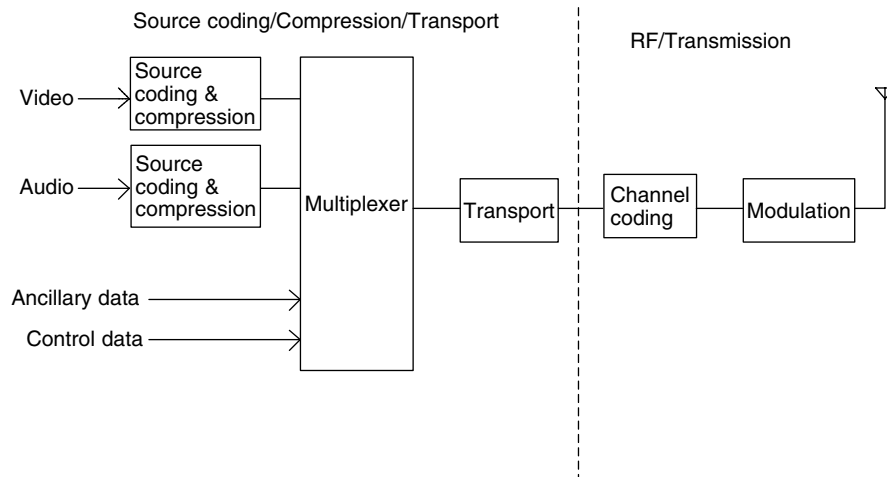 Source coding/Compression/Transport
RF/Transmission
Video
Source
coding &
compression
Audio
Source
coding &
compression
Multiplexer
Transport
Channel
coding
Modulation
Ancillary data
Control data